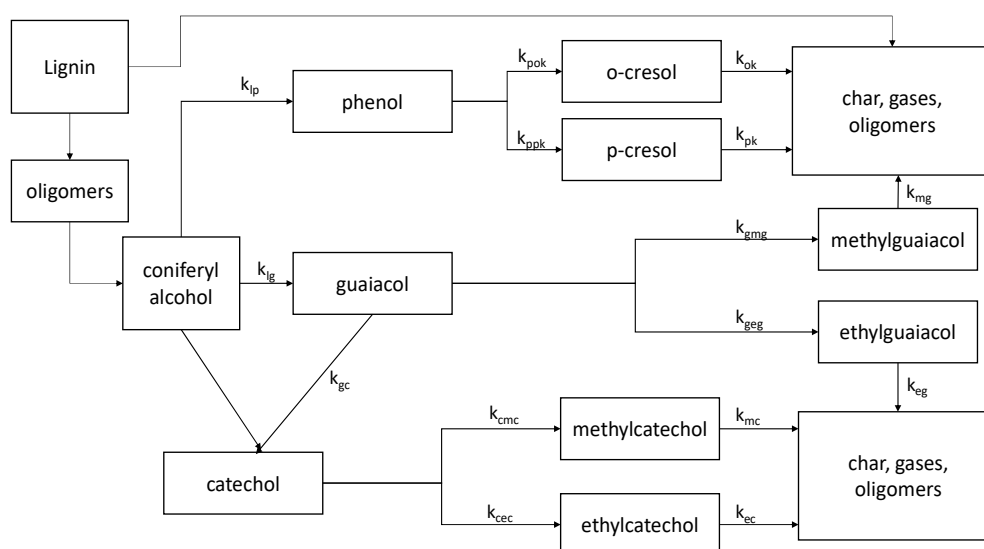 Lignin
oligomers
coniferyl
alcohol
k_lp
phenol
k_pok
o-cresol
k_ok
k_ppk
p-cresol
k_pk
char, gases,
oligomers
k_lg
guaiacol
k_gmg
methylguaiacol
k_mg
k_geg
ethylguaiacol
k_eg
k_gc
catechol
k_cmc
methylcatechol
k_mc
k_cec
ethylcatechol
k_ec
char, gases,
oligomers